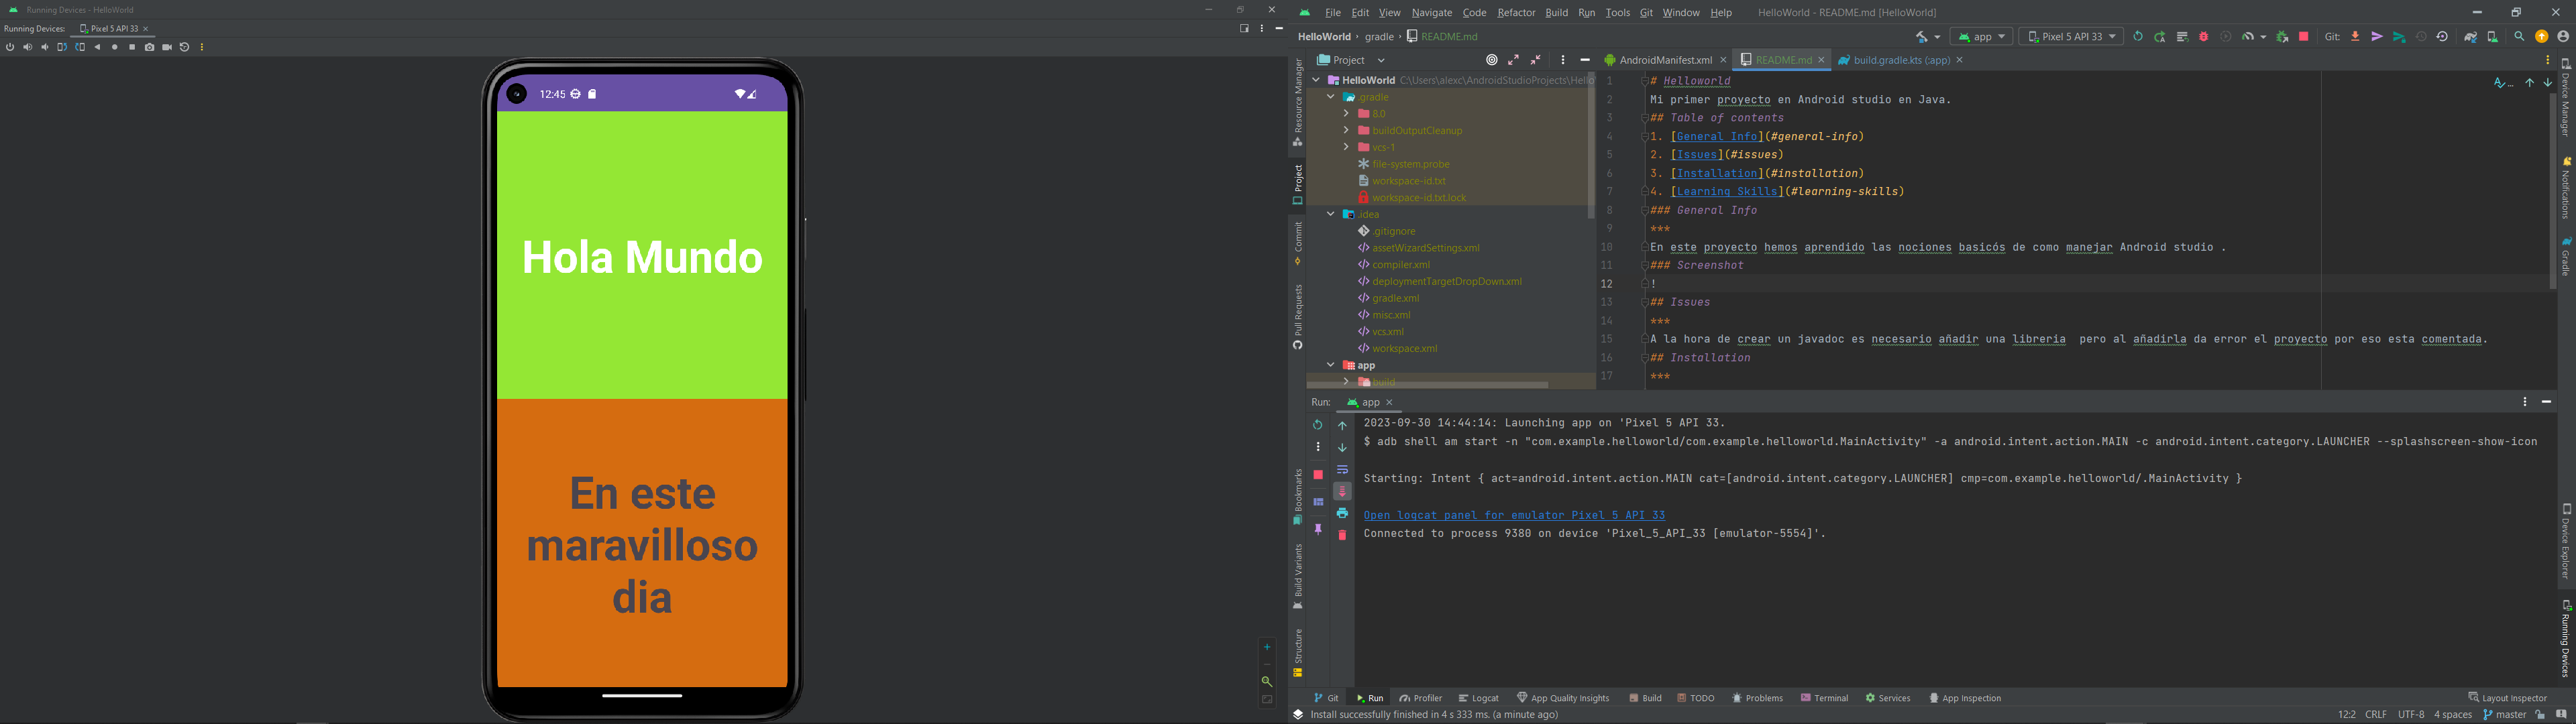 Running Devices - HelloWorld
Running Devices: Pixel 5 API 33
12:45
Hola Mundo
En este
maravilloso
dia
File Edit View Navigate Code Refactor Build Run Tools Git Window Help HelloWorld - README.md [HelloWorld]
HelloWorld › gradle › README.md
app
Pixel 5 API 33
Git:
Project
AndroidManifest.xml
README.md
build.gradle.kts (:app)
HelloWorld C:\Users\alexc\AndroidStudioProjects\Hello
.gradle
8.0
buildOutputCleanup
vcs-1
file-system.probe
workspace-id.txt
workspace-id.txt.lock
.idea
.gitignore
assetWizardSettings.xml
compiler.xml
deploymentTargetDropDown.xml
gradle.xml
misc.xml
vcs.xml
workspace.xml
app
build
1 # Helloworld
2 Mi primer proyecto en Android studio en Java.
3 ## Table of contents
4 1. [General Info](#general-info)
5 2. [Issues](#issues)
6 3. [Installation](#installation)
7 4. [Learning Skills](#learning-skills)
8 ### General Info
9 ***
10 En este proyecto hemos aprendido las nociones basicós de como manejar Android studio .
11 ### Screenshot
12 !
13 ## Issues
14 ***
15 A la hora de crear un javadoc es necesario añadir una libreria  pero al añadirla da error el proyecto por eso esta comentada.
16 ## Installation
17 ***
Resource Manager
Project
Commit
Pull Requests
Bookmarks
Build Variants
Structure
Device Manager
Notifications
Gradle
Device Explorer
Running Devices
Run: app
2023-09-30 14:44:14: Launching app on 'Pixel 5 API 33.
$ adb shell am start -n "com.example.helloworld/com.example.helloworld.MainActivity" -a android.intent.action.MAIN -c android.intent.category.LAUNCHER --splashscreen-show-icon
Starting: Intent { act=android.intent.action.MAIN cat=[android.intent.category.LAUNCHER] cmp=com.example.helloworld/.MainActivity }
Open logcat panel for emulator Pixel 5 API 33
Connected to process 9380 on device 'Pixel_5_API_33 [emulator-5554]'.
Git Run Profiler Logcat App Quality Insights Build TODO Problems Terminal Services App Inspection Layout Inspector
Install successfully finished in 4 s 333 ms. (a minute ago) 12:2 CRLF UTF-8 4 spaces master